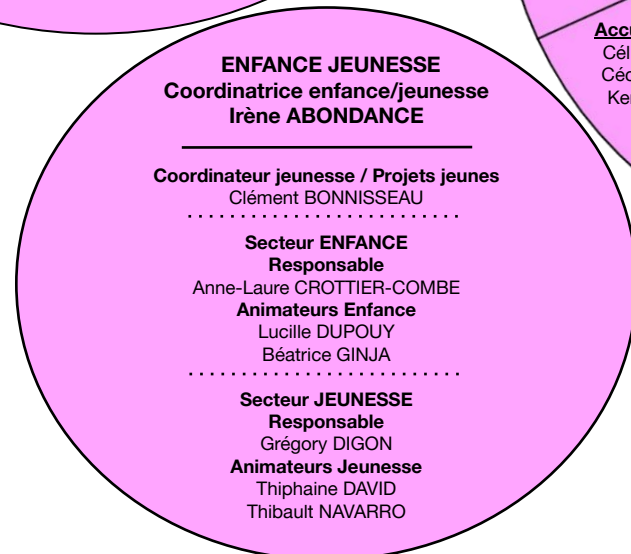 ENFANCE JEUNESSE
Coordinatrice enfance/jeunesse
Irène ABONDANCE
Coordinateur jeunesse / Projets jeunes
Clément BONNISSEAU
Secteur ENFANCE
Responsable
Anne-Laure CROTTIER-COMBE
Animateurs Enfance
Lucille DUPOUY
Béatrice GINJA
Secteur JEUNESSE
Responsable
Grégory DIGON
Animateurs Jeunesse
Thiphaine DAVID
Thibault NAVARRO